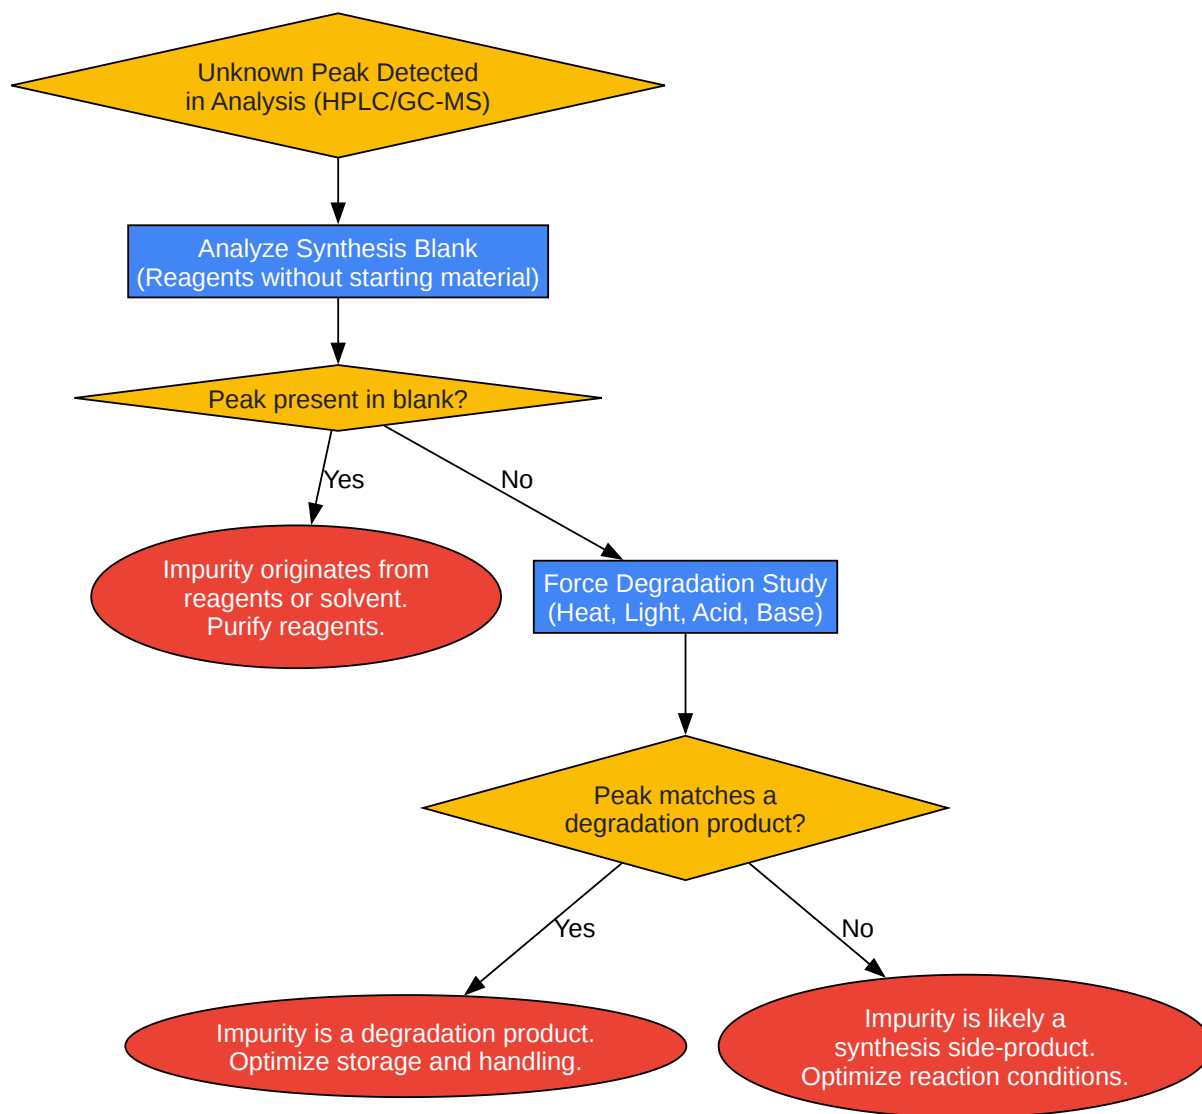 Unknown Peak Detected
in Analysis (HPLC/GC-MS)
Analyze Synthesis Blank
(Reagents without starting material)
Peak present in blank?
Yes
No
Impurity originates from
reagents or solvent.
Purify reagents.
Force Degradation Study
(Heat, Light, Acid, Base)
Peak matches a
degradation product?
Yes
No
Impurity is a degradation product.
Optimize storage and handling.
Impurity is likely a
synthesis side-product.
Optimize reaction conditions.